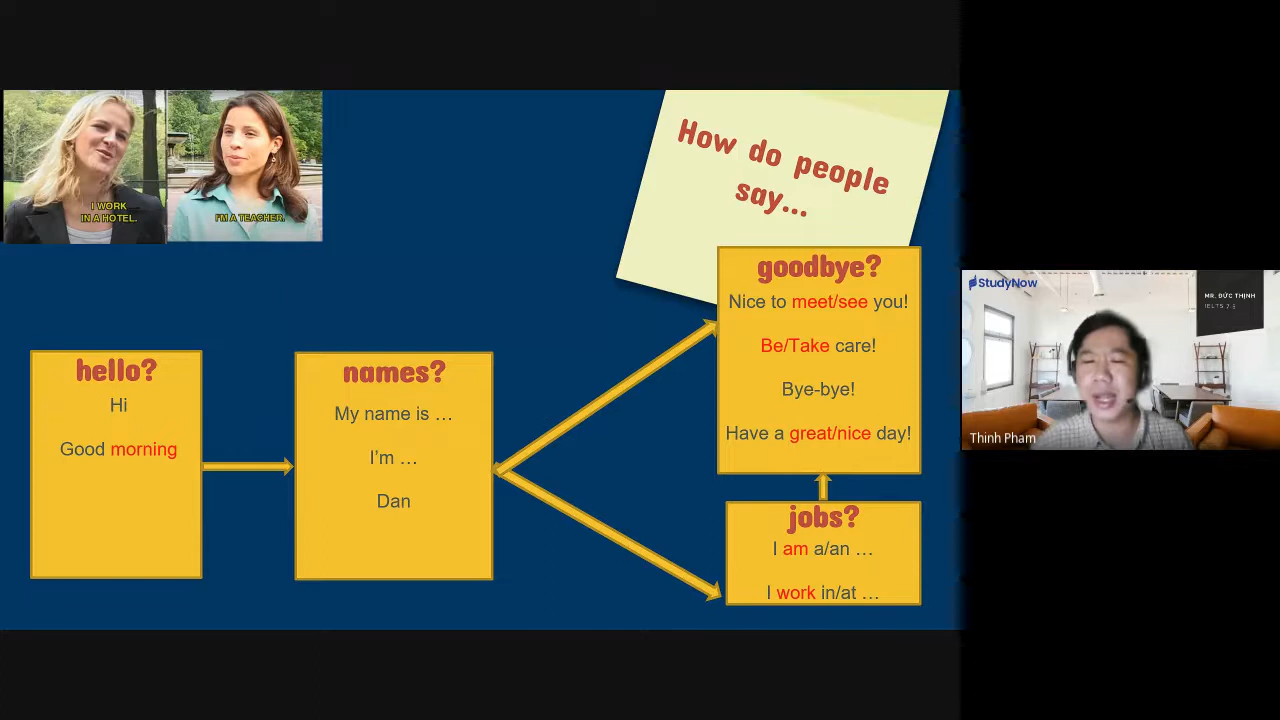 I WORK
IN A HOTEL.
I'M A TEACHER.
How do people
say...
hello?
Hi
Good morning
names?
My name is …
I'm …
Dan
goodbye?
Nice to meet/see you!
Be/Take care!
Bye-bye!
Have a great/nice day!
jobs?
I am a/an …
I work in/at …
StudyNow
MR. ĐỨC THỊNH
Thinh Pham